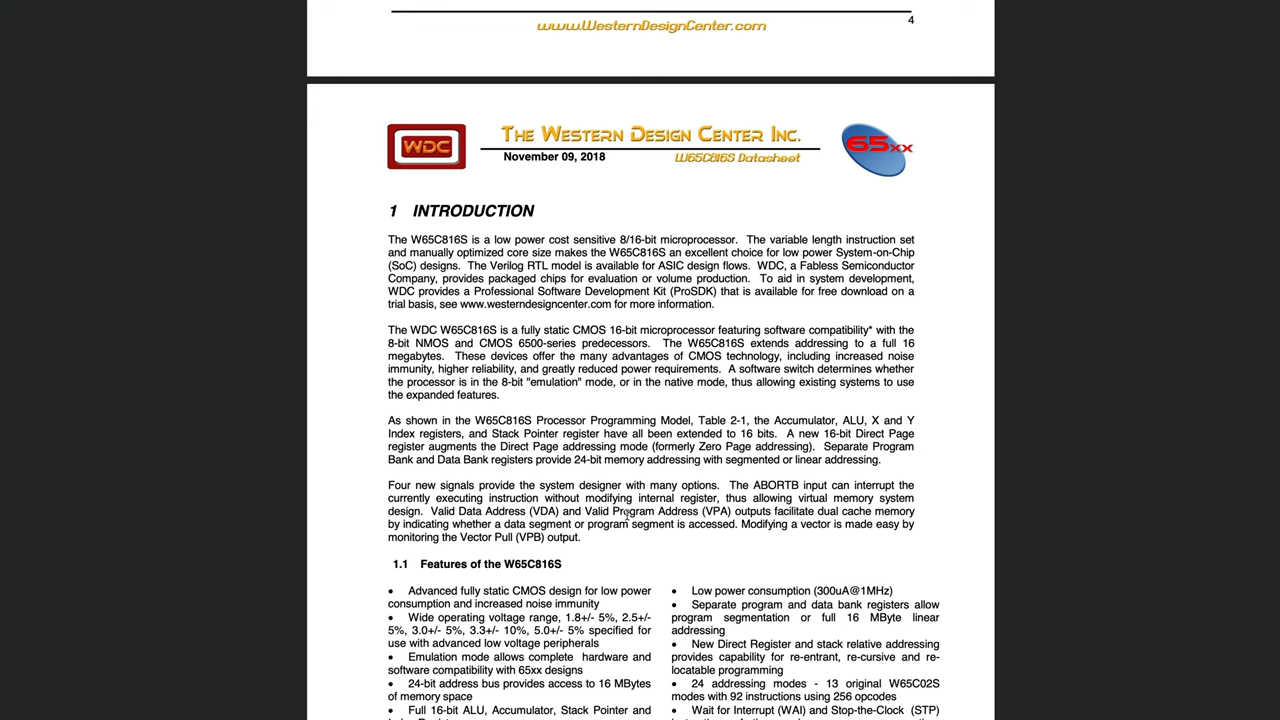 www.WesternDesignCenter.com
4
WDC
THE WESTERN DESIGN CENTER INC.
November 09, 2018
W65C816S Datasheet
65xx
1 INTRODUCTION
The W65C816S is a low power cost sensitive 8/16-bit microprocessor. The variable length instruction set
and manually optimized core size makes the W65C816S an excellent choice for low power System-on-Chip
(SoC) designs. The Verilog RTL model is available for ASIC design flows. WDC, a Fabless Semiconductor
Company, provides packaged chips for evaluation or volume production. To aid in system development,
WDC provides a Professional Software Development Kit (ProSDK) that is available for free download on a
trial basis, see www.westerndesigncenter.com for more information.
The WDC W65C816S is a fully static CMOS 16-bit microprocessor featuring software compatibility* with the
8-bit NMOS and CMOS 6500-series predecessors. The W65C816S extends addressing to a full 16
megabytes. These devices offer the many advantages of CMOS technology, including increased noise
immunity, higher reliability, and greatly reduced power requirements. A software switch determines whether
the processor is in the 8-bit "emulation" mode, or in the native mode, thus allowing existing systems to use
the expanded features.
As shown in the W65C816S Processor Programming Model, Table 2-1, the Accumulator, ALU, X and Y
Index registers, and Stack Pointer register have all been extended to 16 bits. A new 16-bit Direct Page
register augments the Direct Page addressing mode (formerly Zero Page addressing). Separate Program
Bank and Data Bank registers provide 24-bit memory addressing with segmented or linear addressing.
Four new signals provide the system designer with many options. The ABORTB input can interrupt the
currently executing instruction without modifying internal register, thus allowing virtual memory system
design. Valid Data Address (VDA) and Valid Program Address (VPA) outputs facilitate dual cache memory
by indicating whether a data segment or program segment is accessed. Modifying a vector is made easy by
monitoring the Vector Pull (VPB) output.
1.1 Features of the W65C816S
• Advanced fully static CMOS design for low power
consumption and increased noise immunity
• Wide operating voltage range, 1.8+/- 5%, 2.5+/-
5%, 3.0+/- 5%, 3.3+/- 10%, 5.0+/- 5% specified for
use with advanced low voltage peripherals
• Emulation mode allows complete hardware and
software compatibility with 65xx designs
• 24-bit address bus provides access to 16 MBytes
of memory space
• Full 16-bit ALU, Accumulator, Stack Pointer and
• Low power consumption (300uA@1MHz)
• Separate program and data bank registers allow
program segmentation or full 16 MByte linear
addressing
• New Direct Register and stack relative addressing
provides capability for re-entrant, re-cursive and re-
locatable programming
• 24 addressing modes - 13 original W65C02S
modes with 92 instructions using 256 opcodes
• Wait for Interrupt (WAI) and Stop-the-Clock (STP)